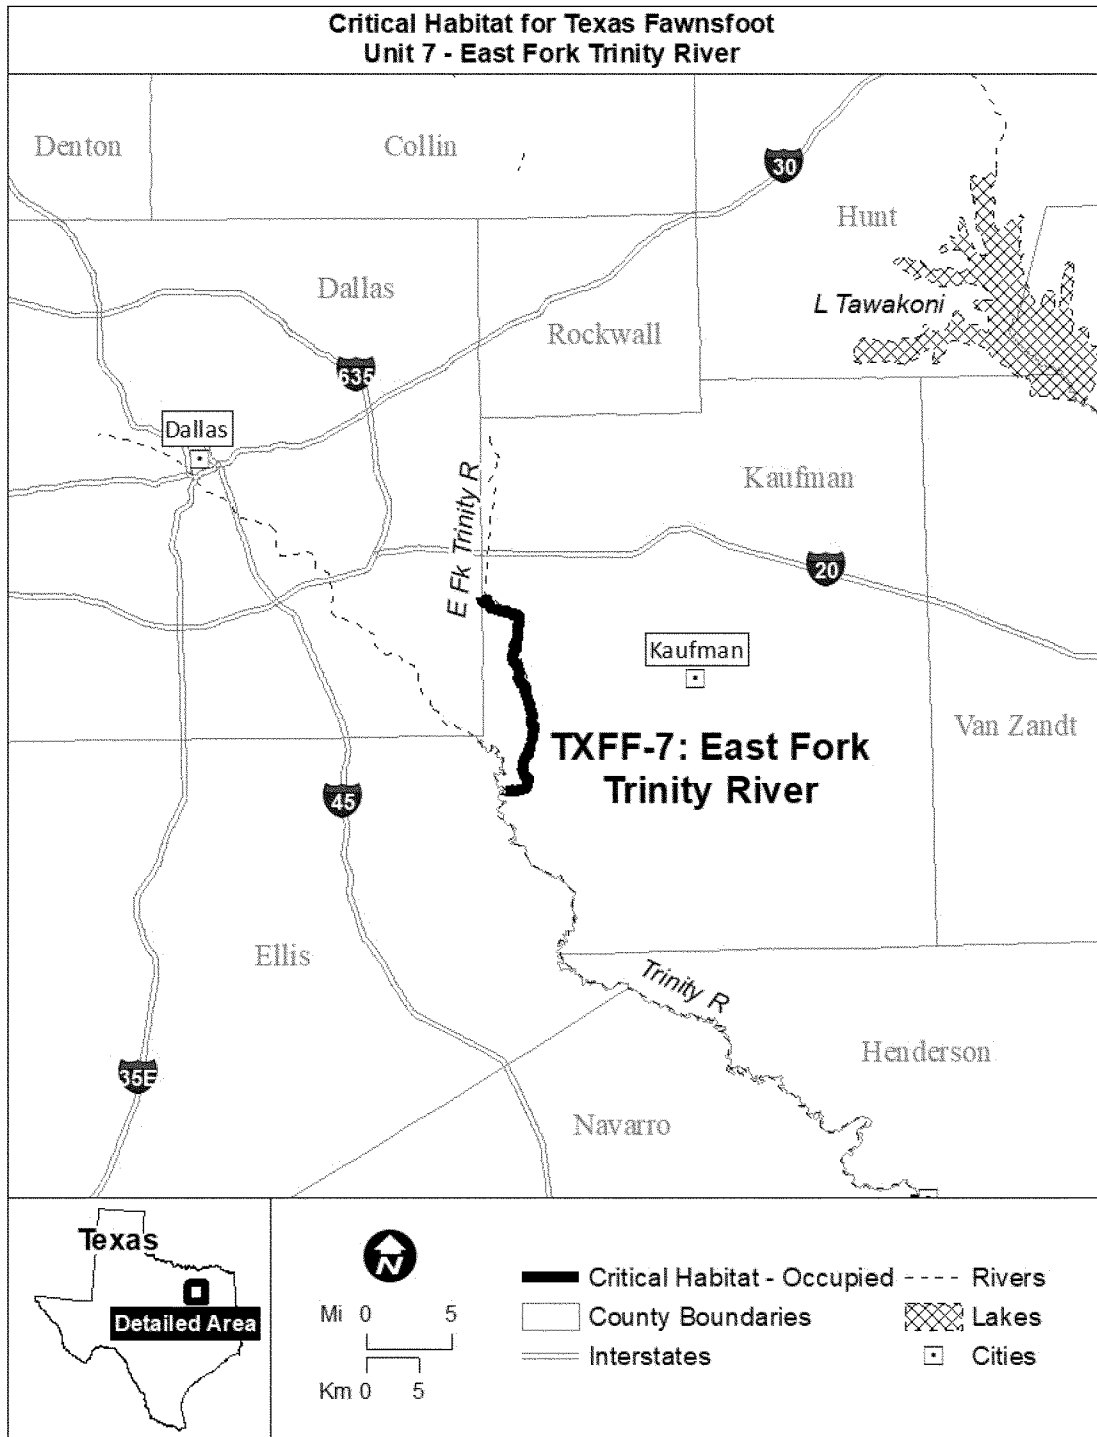 Critical Habitat for Texas Fawnsfoot
Unit 7 - East Fork Trinity River
Denton
Collin
30
Hunt
Dallas
L Tawakoni
Rockwall
635
Dallas
Kaufman
E Fk Trinity R
20
Kaufman
Van Zandt
TXFF-7: East Fork
Trinity River
45
Ellis
Trinity R
Henderson
35E
Navarro
Texas
Detailed Area
N
Mi 0 5
Km 0 5
Critical Habitat - Occupied
County Boundaries
Interstates
Rivers
Lakes
Cities